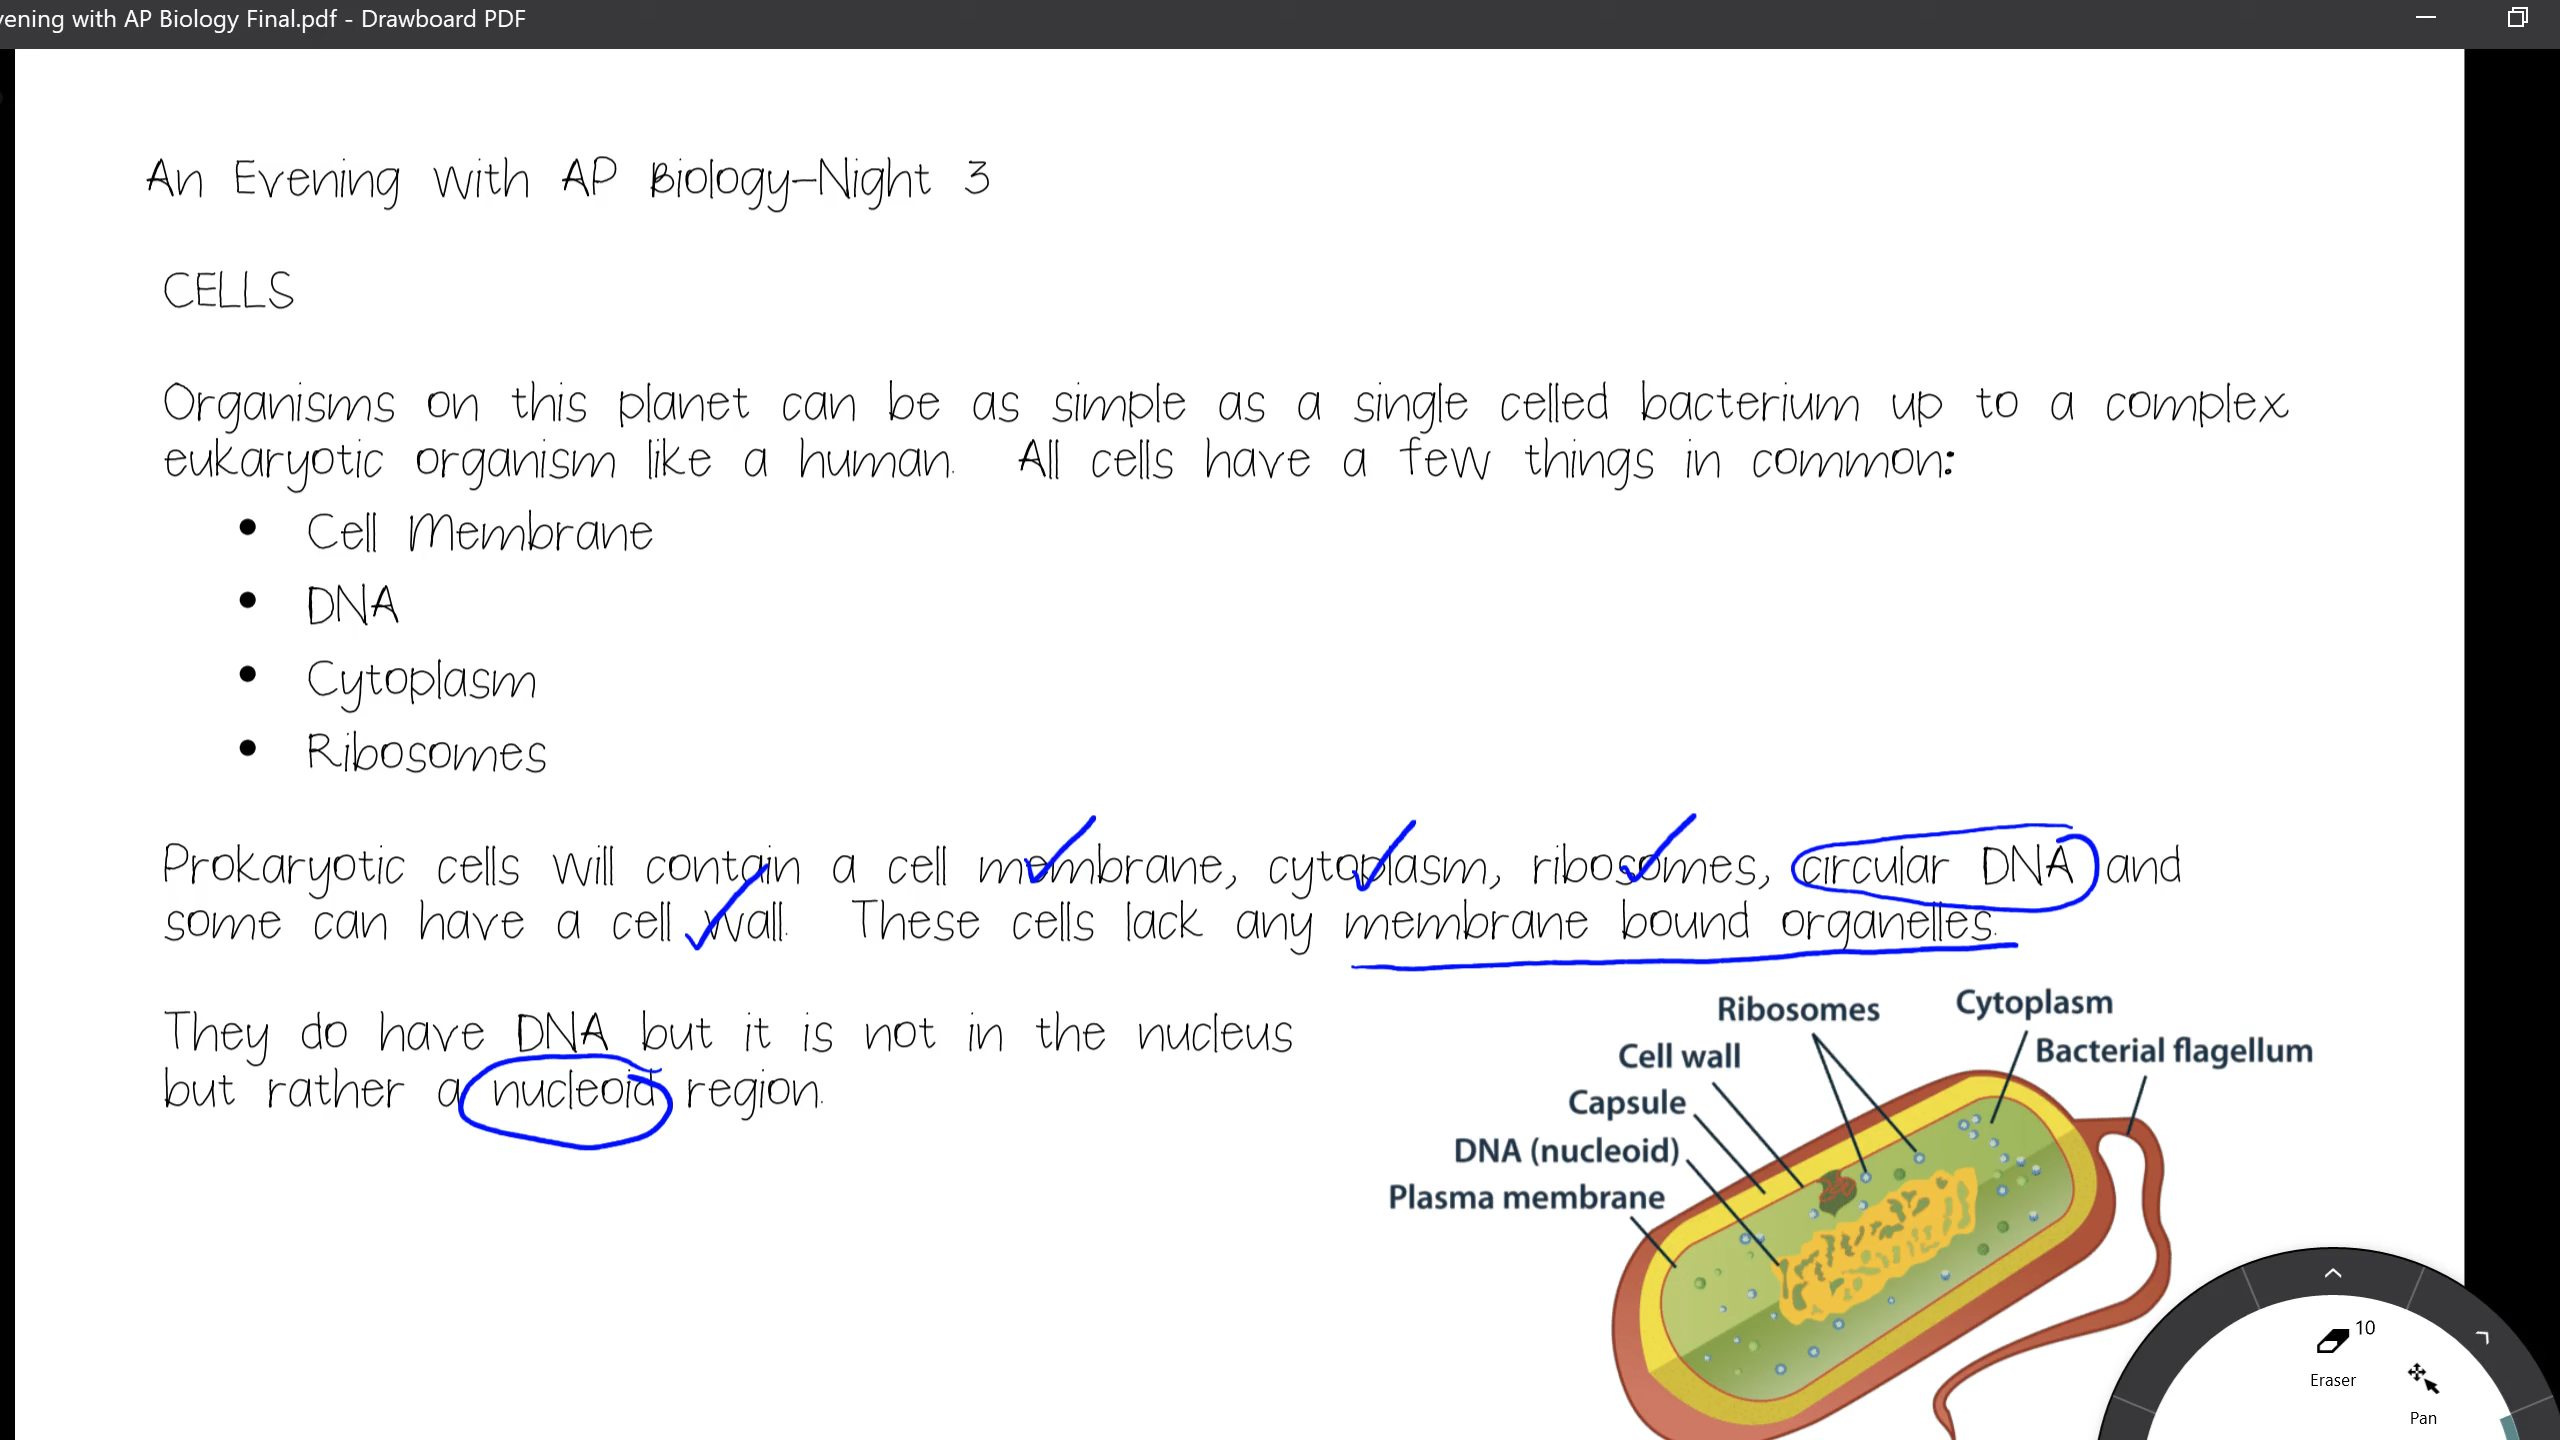 vening with AP Biology Final.pdf - Drawboard PDF
An Evening with AP Biology-Night 3
CELLS
Organisms on this planet can be as simple as a single celled bacterium up to a complex
eukaryotic organism like a human. All cells have a few things in common:
• Cell Membrane
• DNA
• Cytoplasm
• Ribosomes
Prokaryotic cells will contain a cell membrane, cytoplasm, ribosomes, circular DNA and
some can have a cell wall. These cells lack any membrane bound organelles.
They do have DNA but it is not in the nucleus
but rather a nucleoid region.
Ribosomes
Cytoplasm
Cell wall
Bacterial flagellum
Capsule
DNA (nucleoid)
Plasma membrane
10
Eraser
Pan